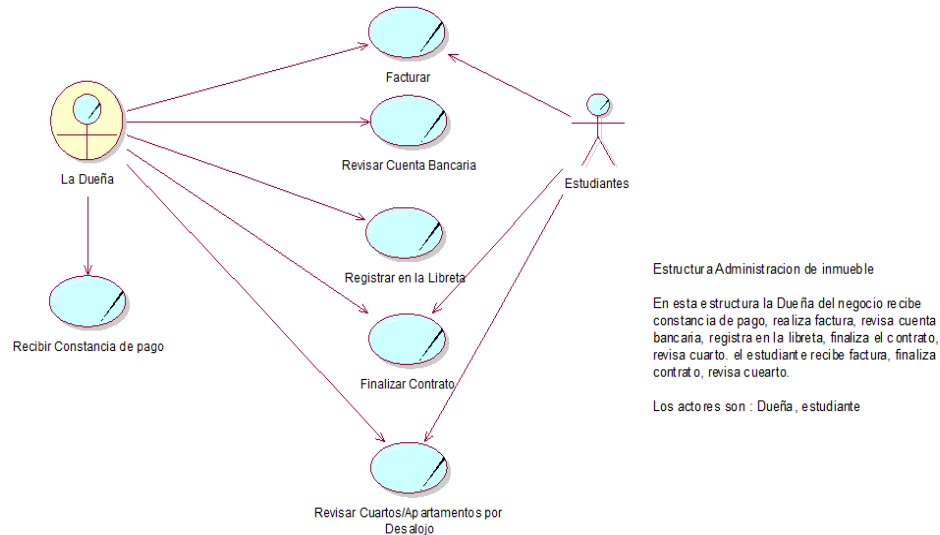 Facturar
Revisar Cuenta Bancaria
La Dueña
Estudiantes
Registrar en la Libreta
Recibir Constancia de pago
Finalizar Contrato
Revisar Cuartos/Apartamentos por
Desalojo
Estructura Administracion de inmueble
En esta estructura la Dueña del negocio recibe
constancia de pago, realiza factura, revisa cuenta
bancaria, registra en la libreta, finaliza el contrato,
revisa cuarto. el estudiante recibe factura, finaliza
contrato, revisa cuearto.
Los actores son : Dueña, estudiante